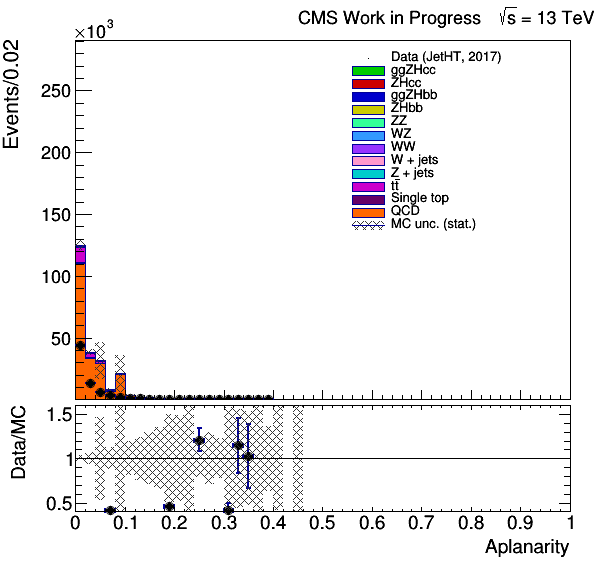 CMS Work in Progress √s = 13 TeV
×10³
Events/0.02
250
200
150
100
50
Data (JetHT, 2017)
ggZHcc
ZHcc
ggZHbb
ZHbb
ZZ
WZ
WW
W + jets
Z + jets
tt̄
Single top
QCD
MC unc. (stat.)
Data/MC
1.5
1
0.5
0 0.1 0.2 0.3 0.4 0.5 0.6 0.7 0.8 0.9 1
Aplanarity